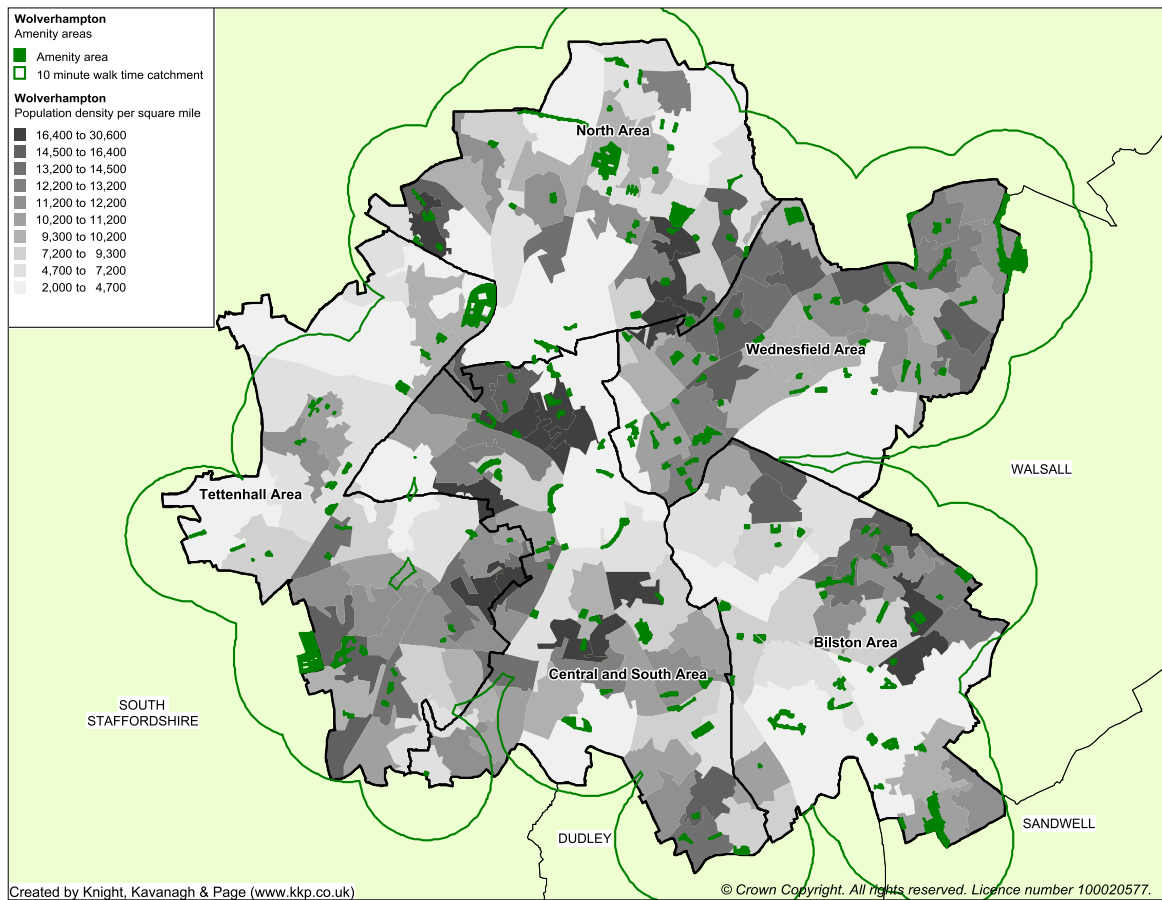 Wolverhampton
Amenity areas
Amenity area
10 minute walk time catchment
Wolverhampton
Population density per square mile
16,400 to 30,600
14,500 to 16,400
13,200 to 14,500
12,200 to 13,200
11,200 to 12,200
10,200 to 11,200
9,300 to 10,200
7,200 to 9,300
4,700 to 7,200
2,000 to 4,700
North Area
Wednesfield Area
WALSALL
Tettenhall Area
Bilston Area
Central and South Area
SOUTH
STAFFORDSHIRE
DUDLEY
SANDWELL
Created by Knight, Kavanagh & Page (www.kkp.co.uk)
© Crown Copyright. All rights reserved. Licence number 100020577.